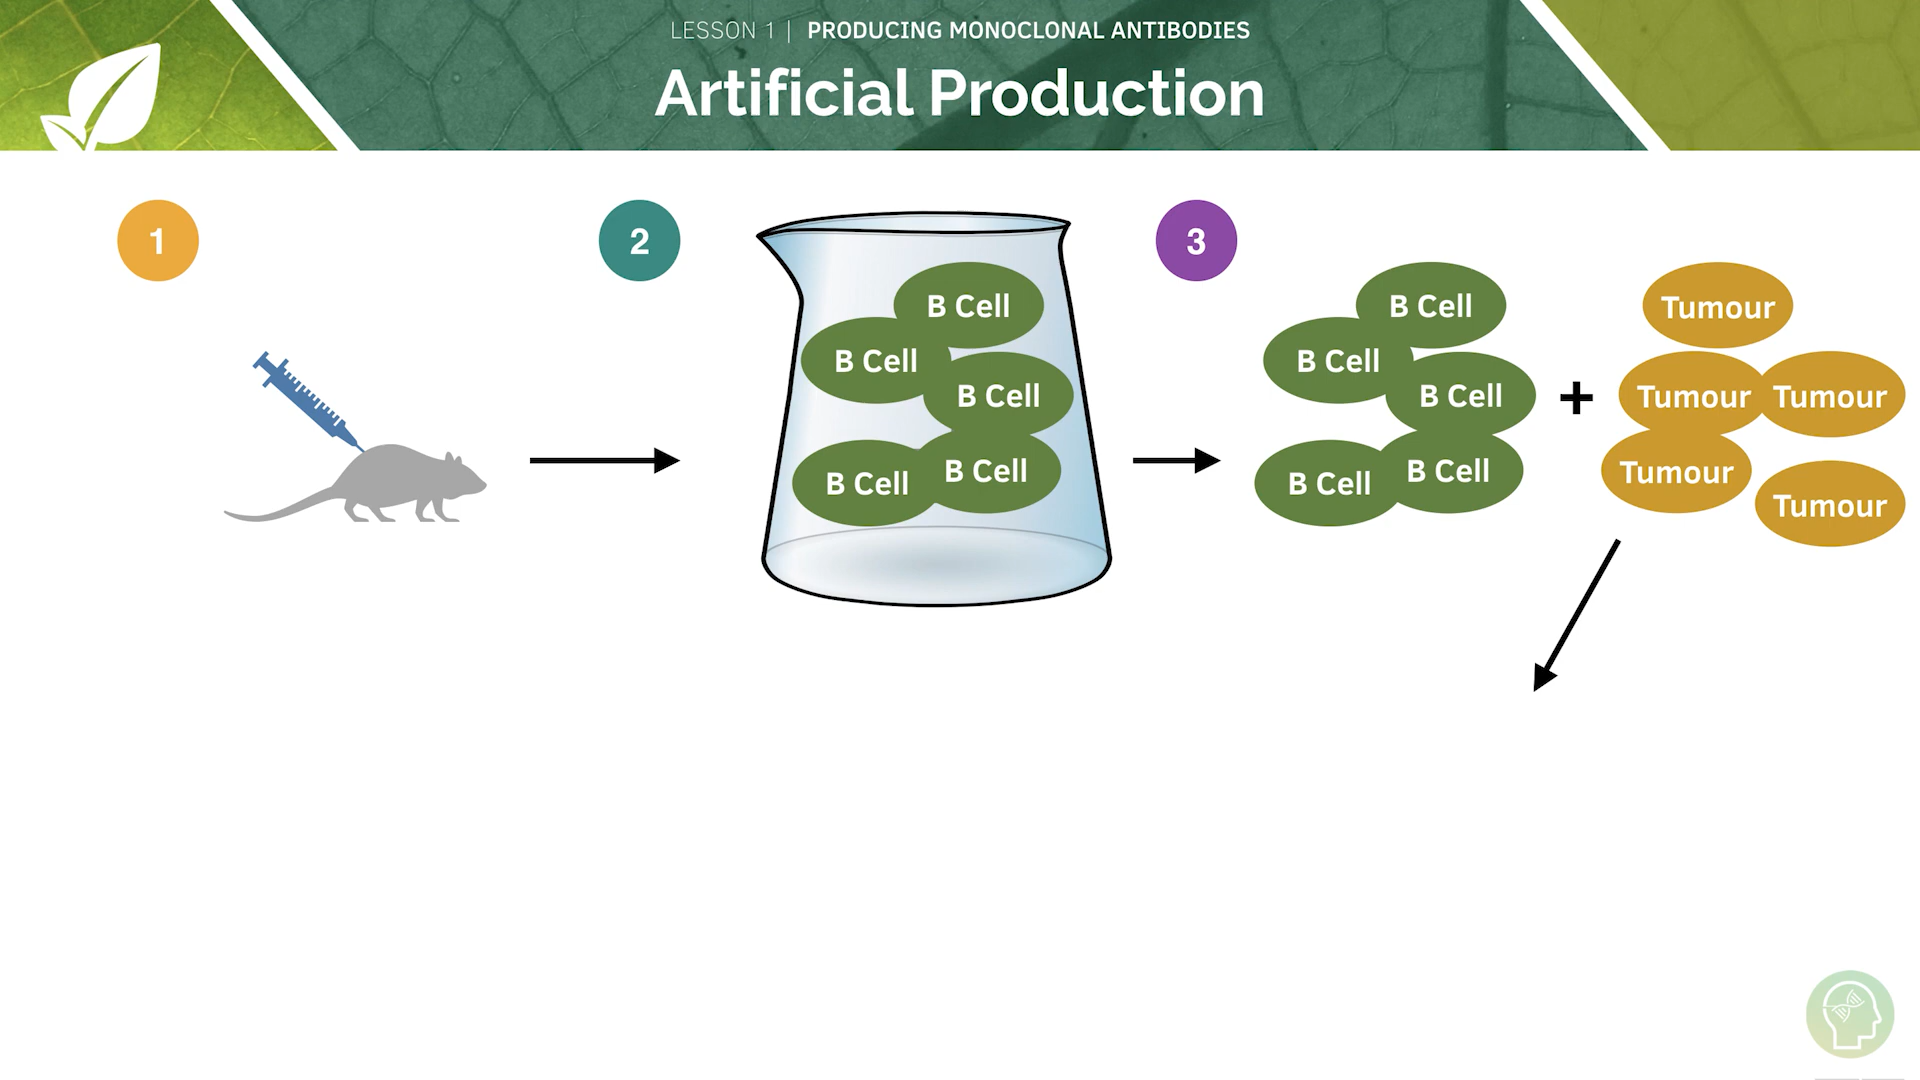 LESSON 1 | PRODUCING MONOCLONAL ANTIBODIES
Artificial Production
1
2
3
B Cell
B Cell
B Cell
B Cell
B Cell
B Cell
B Cell
B Cell
B Cell
B Cell
+
Tumour
Tumour
Tumour
Tumour
Tumour